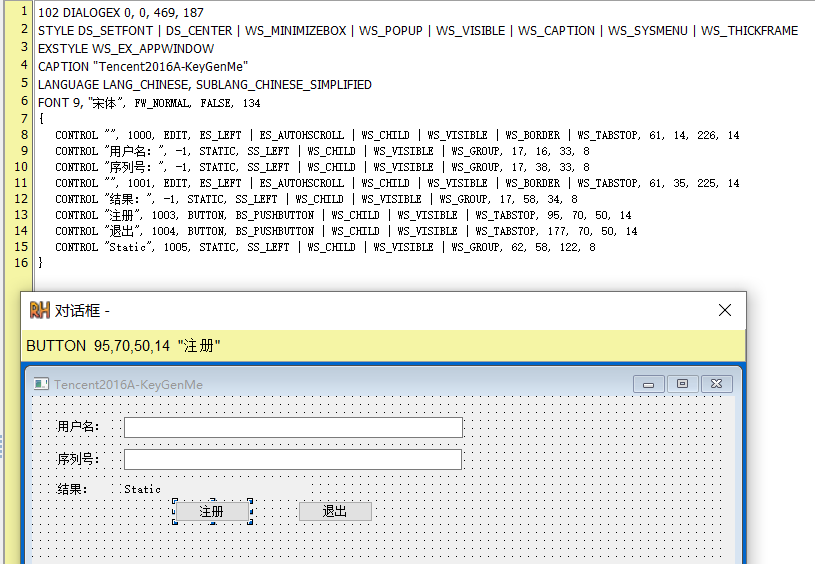 1 102 DIALOGEX 0, 0, 469, 187
2 STYLE DS_SETFONT | DS_CENTER | WS_MINIMIZEBOX | WS_POPUP | WS_VISIBLE | WS_CAPTION | WS_SYSMENU | WS_THICKFRAME
3 EXSTYLE WS_EX_APPWINDOW
4 CAPTION "Tencent2016A-KeyGenMe"
5 LANGUAGE LANG_CHINESE, SUBLANG_CHINESE_SIMPLIFIED
6 FONT 9, "宋体", FW_NORMAL, FALSE, 134
7 {
8 CONTROL "", 1000, EDIT, ES_LEFT | ES_AUTOHSCROLL | WS_CHILD | WS_VISIBLE | WS_BORDER | WS_TABSTOP, 61, 14, 226, 14
9 CONTROL "用户名：", -1, STATIC, SS_LEFT | WS_CHILD | WS_VISIBLE | WS_GROUP, 17, 16, 33, 8
10 CONTROL "序列号：", -1, STATIC, SS_LEFT | WS_CHILD | WS_VISIBLE | WS_GROUP, 17, 38, 33, 8
11 CONTROL "", 1001, EDIT, ES_LEFT | ES_AUTOHSCROLL | WS_CHILD | WS_VISIBLE | WS_BORDER | WS_TABSTOP, 61, 35, 225, 14
12 CONTROL "结果：", -1, STATIC, SS_LEFT | WS_CHILD | WS_VISIBLE | WS_GROUP, 17, 58, 34, 8
13 CONTROL "注册", 1003, BUTTON, BS_PUSHBUTTON | WS_CHILD | WS_VISIBLE | WS_TABSTOP, 95, 70, 50, 14
14 CONTROL "退出", 1004, BUTTON, BS_PUSHBUTTON | WS_CHILD | WS_VISIBLE | WS_TABSTOP, 177, 70, 50, 14
15 CONTROL "Static", 1005, STATIC, SS_LEFT | WS_CHILD | WS_VISIBLE | WS_GROUP, 62, 58, 122, 8
16 }
RH 对话框 -
BUTTON 95,70,50,14 "注册"
Tencent2016A-KeyGenMe
用户名：
序列号：
结果： Static
注册 退出